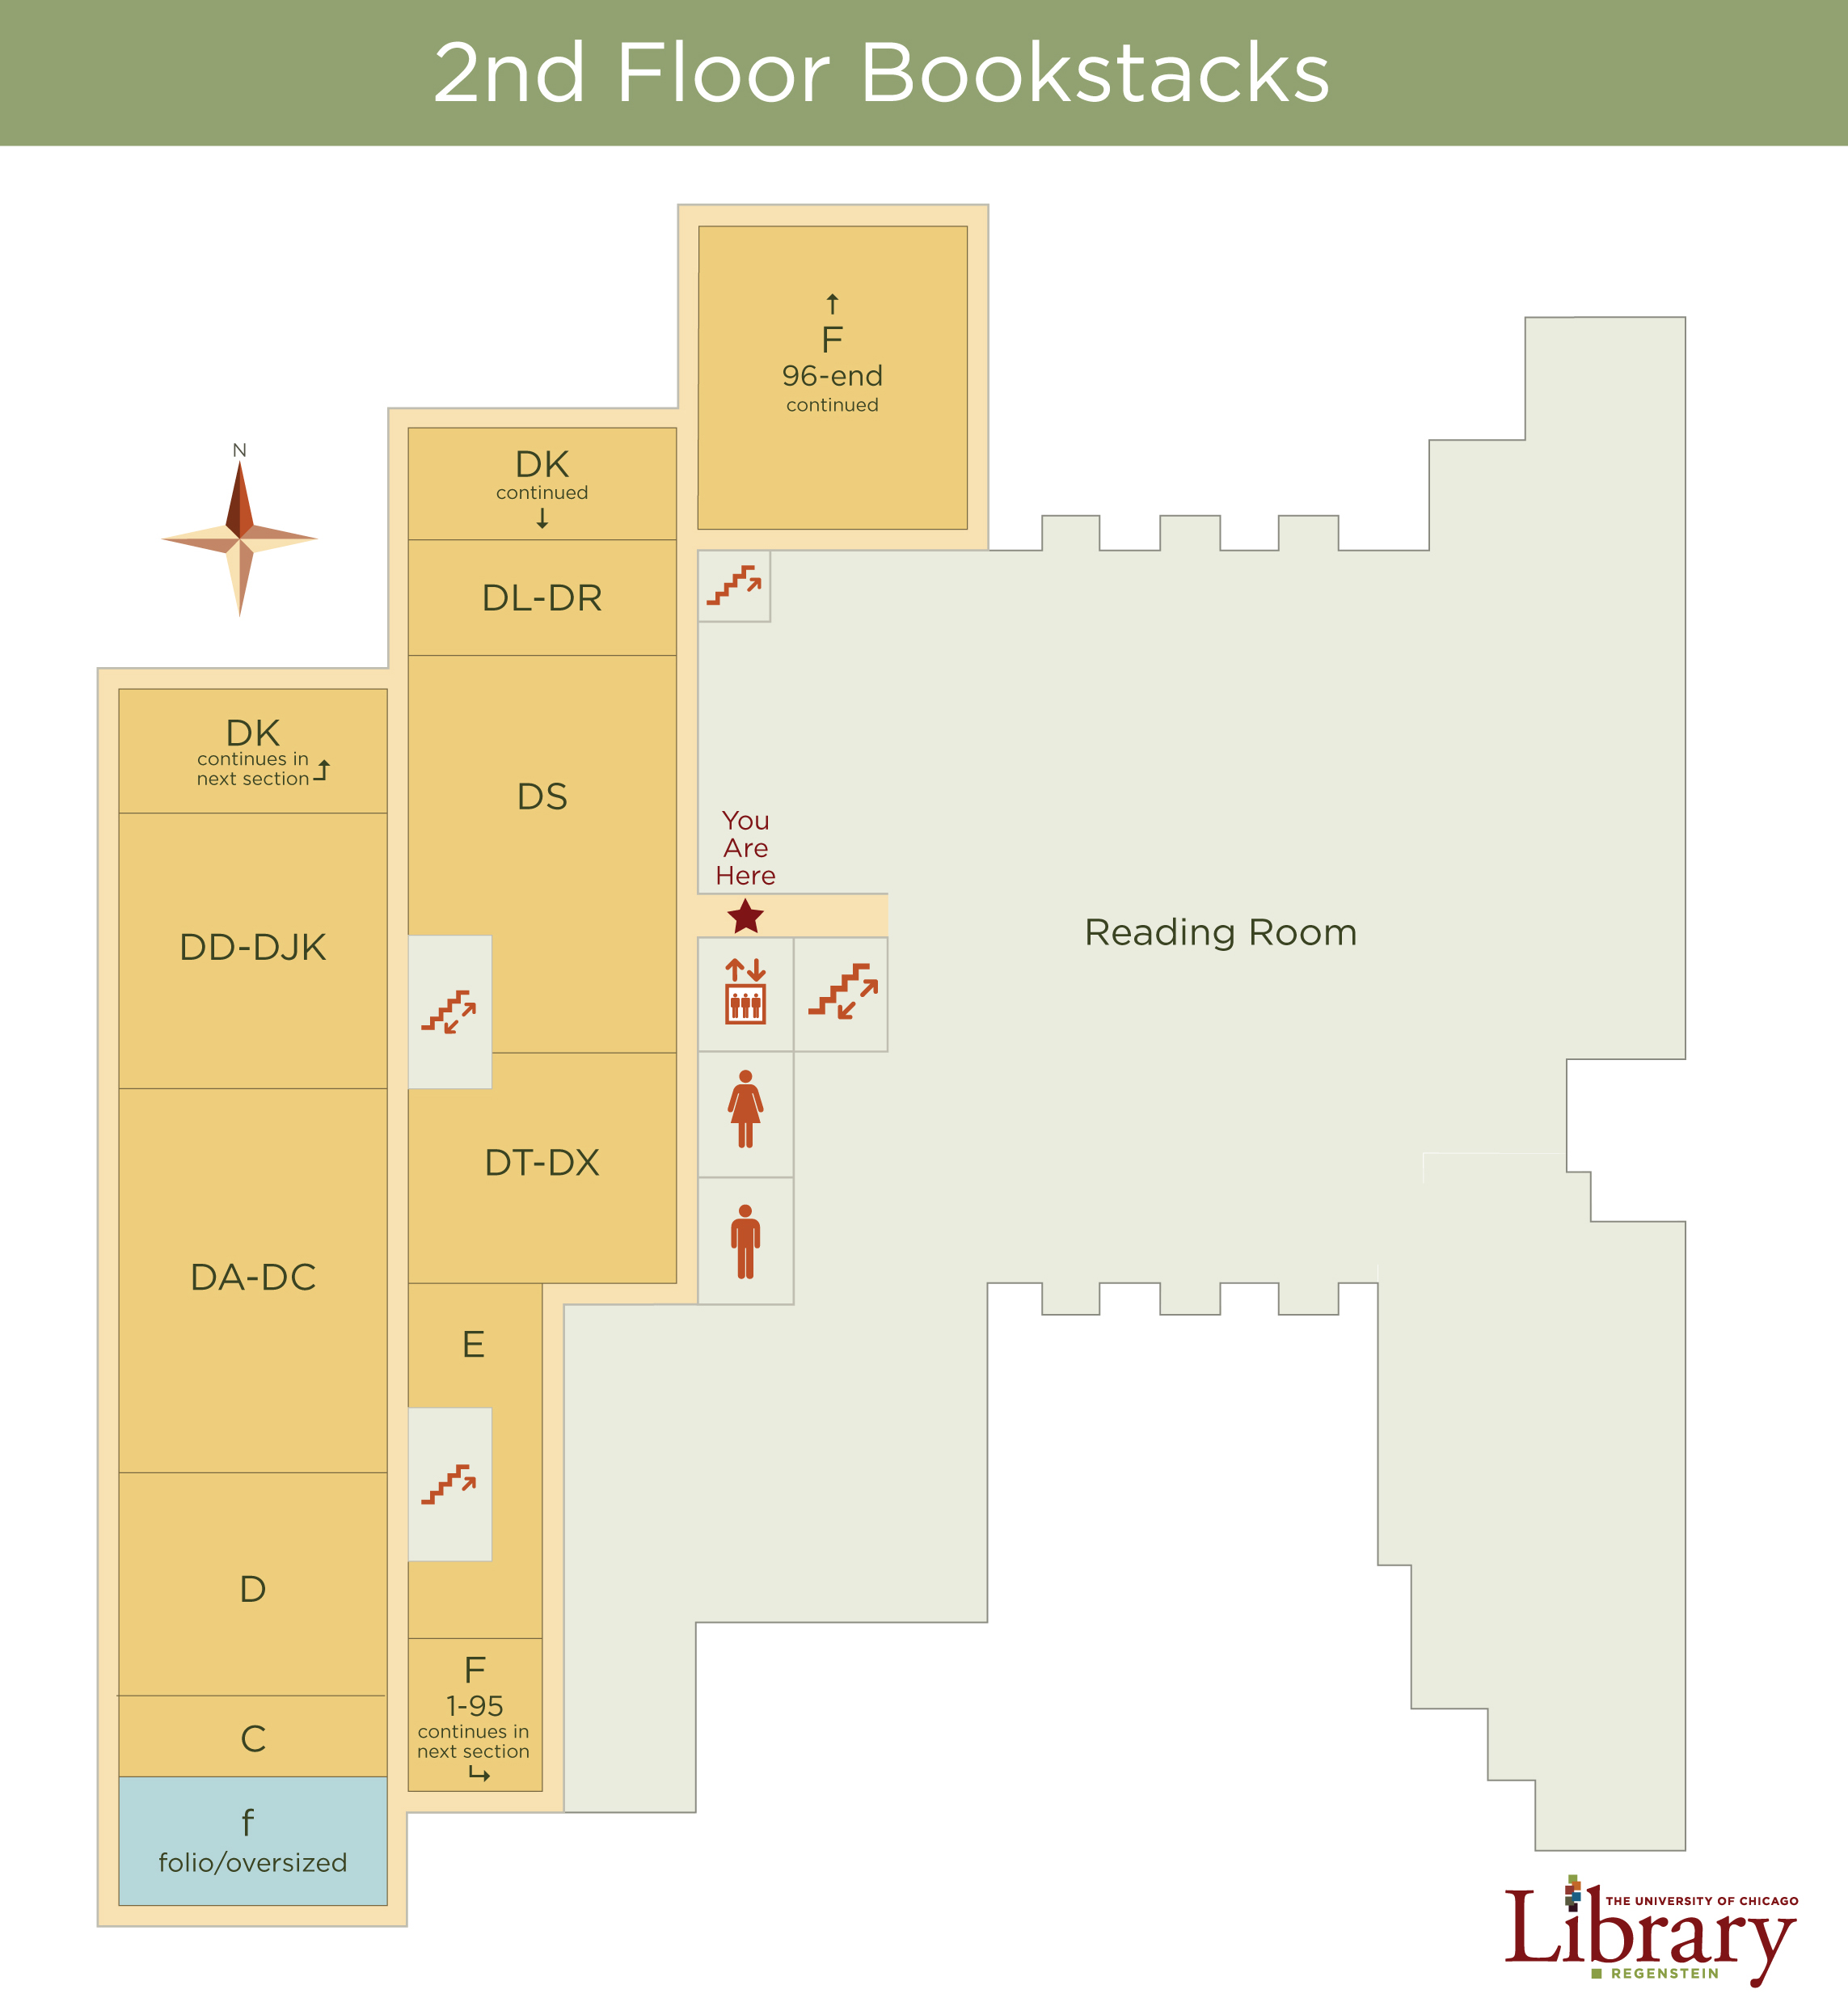 2nd Floor Bookstacks
F
96-end
continued
N
DK
continued
DL-DR
DK
continues in
next section
DS
You
Are
Here
DD-DJK
Reading Room
DT-DX
DA-DC
E
D
F
1-95
continues in
next section
C
f
folio/oversized
THE UNIVERSITY OF CHICAGO
Library
REGENSTEIN